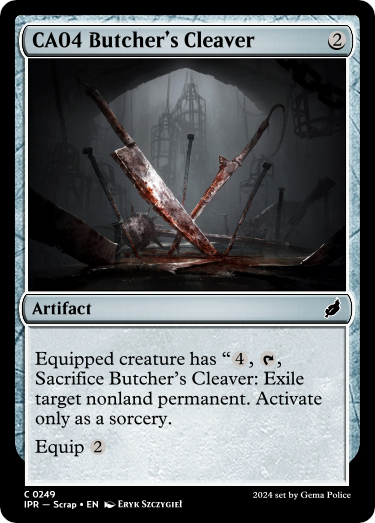 CA04 Butcher's Cleaver 2
Artifact
Equipped creature has “4, ,
Sacrifice Butcher's Cleaver: Exile
target nonland permanent. Activate
only as a sorcery.
Equip 2
C 0249
IPR — Scrap • EN Eryk Szczygieł
2024 set by Gema Police